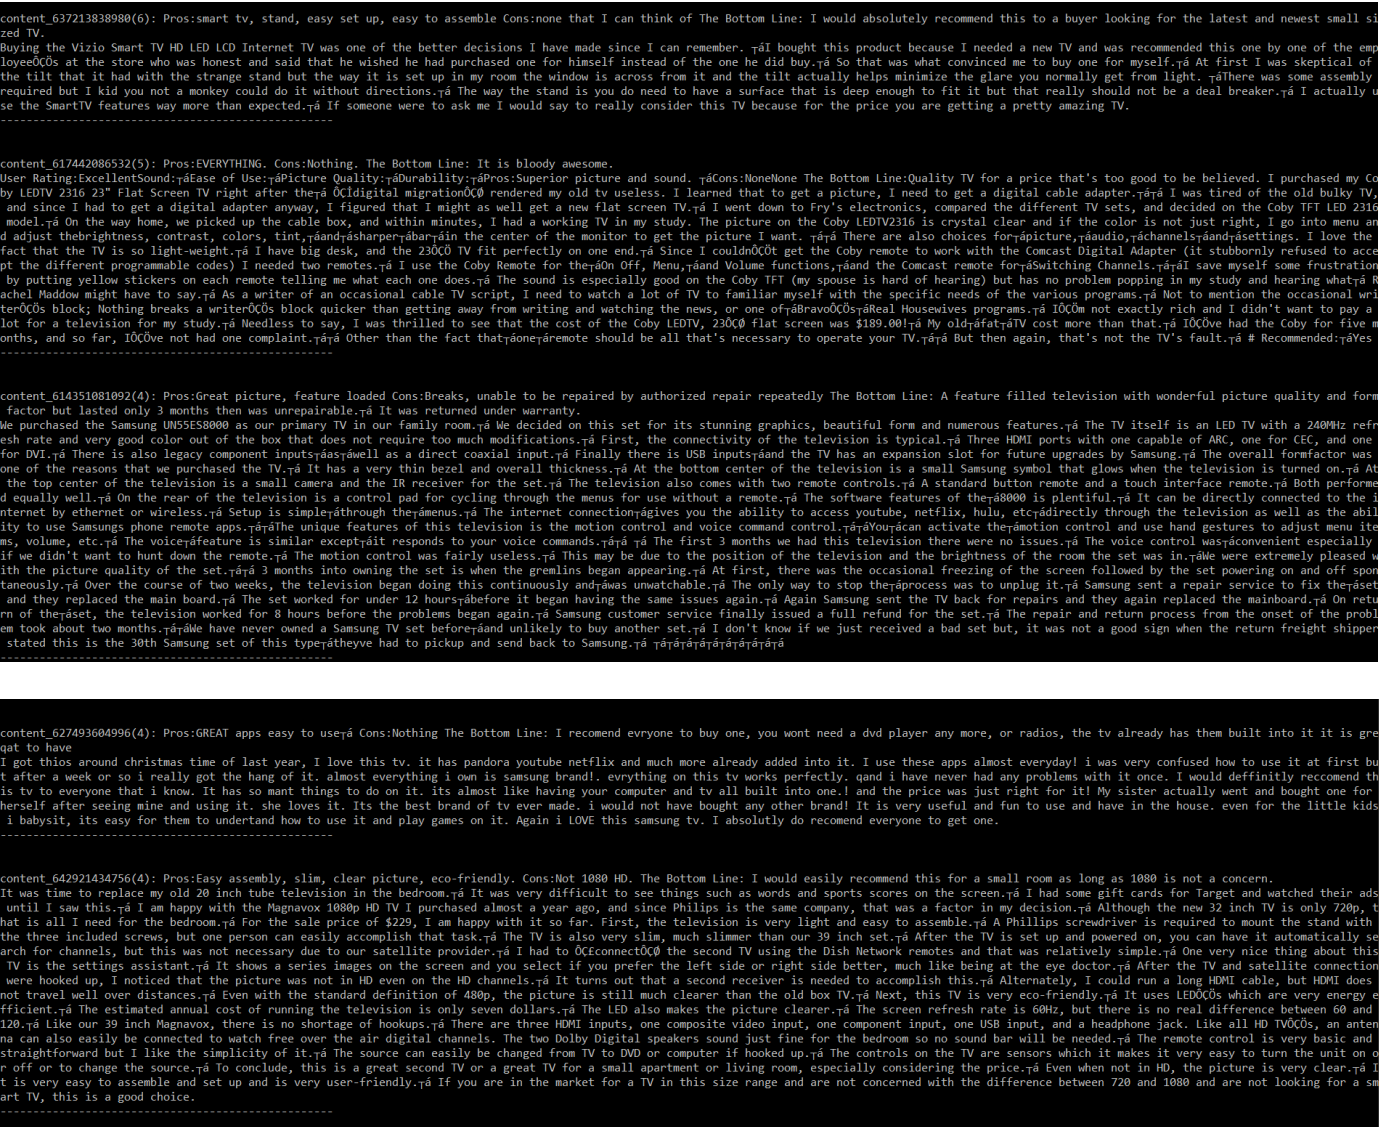 content_637213838980(6): Pros:smart tv, stand, easy set up, easy to assemble Cons:none that I can think of The Bottom Line: I would absolutely recommend this to a buyer looking for the latest and newest small si
zed TV.
Buying the Vizio Smart TV HD LED LCD Internet TV was one of the better decisions I have made since I can remember. ┬áI bought this product because I needed a new TV and was recommended this one by one of the emp
loyeeÔÇÖs at the store who was honest and said that he wished he had purchased one for himself instead of the one he did buy.┬á So that was what convinced me to buy one for myself.┬á At first I was skeptical of
the tilt that it had with the strange stand but the way it is set up in my room the window is across from it and the tilt actually helps minimize the glare you normally get from light. ┬áThere was some assembly
required but I kid you not a monkey could do it without directions.┬á The way the stand is you do need to have a surface that is deep enough to fit it but that really should not be a deal breaker.┬á I actually u
se the SmartTV features way more than expected.┬á If someone were to ask me I would say to really consider this TV because for the price you are getting a pretty amazing TV.
--------------------------------------------------
content_617442086532(5): Pros:EVERYTHING. Cons:Nothing. The Bottom Line: It is bloody awesome.
User Rating:ExcellentSound:┬áEase of Use:┬áPicture Quality:┬áDurability:┬áPros:Superior picture and sound. ┬áCons:NoneNone The Bottom Line:Quality TV for a price that's too good to be believed. I purchased my Co
by LEDTV 2316 23" Flat Screen TV right after the┬á ÔÇ£digital migrationÔÇØ rendered my old tv useless. I learned that to get a picture, I need to get a digital cable adapter.┬á┬á I was tired of the old bulky TV,
and since I had to get a digital adapter anyway, I figured that I might as well get a new flat screen TV.┬á I went down to Fry's electronics, compared the different TV sets, and decided on the Coby TFT LED 2316
model.┬á On the way home, we picked up the cable box, and within minutes, I had a working TV in my study. The picture on the Coby LEDTV2316 is crystal clear and if the color is not just right, I go into menu an
d adjust thebrightness, contrast, colors, tint,┬áand┬ásharper┬ábar┬áin the center of the monitor to get the picture I want. ┬á┬á There are also choices for┬ápicture,┬áaudio,┬áchannels┬áand┬ásettings. I love the
fact that the TV is so light-weight.┬á I have big desk, and the 23ÔÇÖ TV fit perfectly on one end.┬á Since I couldnÔÇÖt get the Coby remote to work with the Comcast Digital Adapter (it stubbornly refused to acce
pt the different programmable codes) I needed two remotes.┬á I use the Coby Remote for the┬áOn Off, Menu,┬áand Volume functions,┬áand the Comcast remote for┬áSwitching Channels.┬á┬áI save myself some frustration
by putting yellow stickers on each remote telling me what each one does.┬á The sound is especially good on the Coby TFT (my spouse is hard of hearing) but has no problem popping in my study and hearing what┬á R
achel Maddow might have to say.┬á As a writer of an occasional cable TV script, I need to watch a lot of TV to familiar myself with the specific needs of the various programs.┬á Not to mention the occasional wri
terÔÇÖs block; Nothing breaks a writerÔÇÖs block quicker than getting away from writing and watching the news, or one of┬áBravoÔÇÖs┬áReal Housewives programs.┬á IÔÇÖm not exactly rich and I didn't want to pay a
lot for a television for my study.┬á Needless to say, I was thrilled to see that the cost of the Coby LEDTV, 23ÔÇØ flat screen was $189.00!┬á My old┬áfat┬áTV cost more than that.┬á IÔÇÖve had the Coby for five m
onths, and so far, IÔÇÖve not had one complaint.┬á┬á Other than the fact that┬áone┬áremote should be all that's necessary to operate your TV.┬á┬á But then again, that's not the TV's fault.┬á # Recommended:┬áYes
--------------------------------------------------
content_614351081092(4): Pros:Great picture, feature loaded Cons:Breaks, unable to be repaired by authorized repair repeatedly The Bottom Line: A feature filled television with wonderful picture quality and form
factor but lasted only 3 months then was unrepairable.┬á It was returned under warranty.
We purchased the Samsung UN55ES8000 as our primary TV in our family room.┬á We decided on this set for its stunning graphics, beautiful form and numerous features.┬á The TV itself is an LED TV with a 240MHz refr
esh rate and very good color out of the box that does not require too much modifications.┬á First, the connectivity of the television is typical.┬á Three HDMI ports with one capable of ARC, one for CEC, and one
for DVI.┬á There is also legacy component inputs┬áas┬áwell as a direct coaxial input.┬á Finally there is USB inputs┬áand the TV has an expansion slot for future upgrades by Samsung.┬á The overall formfactor was
one of the reasons that we purchased the TV.┬á It has a very thin bezel and overall thickness.┬á At the bottom center of the television is a small Samsung symbol that glows when the television is turned on.┬á At
the top center of the television is a small camera and the IR receiver for the set.┬á The television also comes with two remote controls.┬á A standard button remote and a touch interface remote.┬á Both performe
d equally well.┬á On the rear of the television is a control pad for cycling through the menus for use without a remote.┬á The software features of the┬á8000 is plentiful.┬á It can be directly connected to the i
nternet by ethernet or wireless.┬á Setup is simple┬áthrough the┬ámenus.┬á The internet connection┬ágives you the ability to access youtube, netflix, hulu, etc┬ádirectly through the television as well as the abil
ity to use Samsungs phone remote apps.┬á┬áThe unique features of this television is the motion control and voice command control.┬á┬áYou┬ácan activate the┬ámotion control and use hand gestures to adjust menu ite
ms, volume, etc.┬á The voice┬áfeature is similar except┬áit responds to your voice commands.┬á┬á ┬á The first 3 months we had this television there were no issues.┬á The voice control was┬áconvenient especially
if we didn't want to hunt down the remote.┬á The motion control was fairly useless.┬á This may be due to the position of the television and the brightness of the room the set was in.┬áWe were extremely pleased w
ith the picture quality of the set.┬á┬á 3 months into owning the set is when the gremlins began appearing.┬á At first, there was the occasional freezing of the screen followed by the set powering on and off spon
taneously.┬á Over the course of two weeks, the television began doing this continuously and┬áwas unwatchable.┬á The only way to stop the┬áprocess was to unplug it.┬á Samsung sent a repair service to fix the┬áset
and they replaced the main board.┬á The set worked for under 12 hours┬ábefore it began having the same issues again.┬á Again Samsung sent the TV back for repairs and they again replaced the mainboard.┬á On retu
rn of the┬áset, the television worked for 8 hours before the problems began again.┬á Samsung customer service finally issued a full refund for the set.┬á The repair and return process from the onset of the probl
em took about two months.┬á┬áWe have never owned a Samsung TV set before┬áand unlikely to buy another set.┬á I don't know if we just received a bad set but, it was not a good sign when the return freight shipper
stated this is the 30th Samsung set of this type┬átheyve had to pickup and send back to Samsung.┬á ┬á┬á┬á┬á┬á┬á┬á┬á┬á
--------------------------------------------------
content_627493604996(4): Pros:GREAT apps easy to use┬á Cons:Nothing The Bottom Line: I recomend evryone to buy one, you wont need a dvd player any more, or radios, the tv already has them built into it it is gre
qat to have
I got thios around christmas time of last year, I love this tv. it has pandora youtube netflix and much more already added into it. I use these apps almost everyday! i was very confused how to use it at first bu
t after a week or so i really got the hang of it. almost everything i own is samsung brand!. evrything on this tv works perfectly. qand i have never had any problems with it once. I would deffinitly reccomend th
is tv to everyone that i know. It has so mant things to do on it. its almost like having your computer and tv all built into one.! and the price was just right for it! My sister actually went and bought one for
herself after seeing mine and using it. she loves it. Its the best brand of tv ever made. i would not have bought any other brand! It is very useful and fun to use and have in the house. even for the little kids
i babysit, its easy for them to undertand how to use it and play games on it. Again i LOVE this samsung tv. I absolutly do recomend everyone to get one.
--------------------------------------------------
content_642921434756(4): Pros:Easy assembly, slim, clear picture, eco-friendly. Cons:Not 1080 HD. The Bottom Line: I would easily recommend this for a small room as long as 1080 is not a concern.
It was time to replace my old 20 inch tube television in the bedroom.┬á It was very difficult to see things such as words and sports scores on the screen.┬á I had some gift cards for Target and watched their ads
until I saw this.┬á I am happy with the Magnavox 1080p HD TV I purchased almost a year ago, and since Philips is the same company, that was a factor in my decision.┬á Although the new 32 inch TV is only 720p, t
hat is all I need for the bedroom.┬á For the sale price of $229, I am happy with it so far. First, the television is very light and easy to assemble.┬á A Phillips screwdriver is required to mount the stand with
the three included screws, but one person can easily accomplish that task.┬á The TV is also very slim, much slimmer than our 39 inch set.┬á After the TV is set up and powered on, you can have it automatically se
arch for channels, but this was not necessary due to our satellite provider.┬á I had to ÔÇ£connectÔÇØ the second TV using the Dish Network remotes and that was relatively simple.┬á One very nice thing about this
TV is the settings assistant.┬á It shows a series images on the screen and you select if you prefer the left side or right side better, much like being at the eye doctor.┬á After the TV and satellite connection
were hooked up, I noticed that the picture was not in HD even on the HD channels.┬á It turns out that a second receiver is needed to accomplish this.┬á Alternately, I could run a long HDMI cable, but HDMI does
not travel well over distances.┬á Even with the standard definition of 480p, the picture is still much clearer than the old box TV.┬á Next, this TV is very eco-friendly.┬á It uses LEDÔÇÖs which are very energy e
fficient.┬á The estimated annual cost of running the television is only seven dollars.┬á The LED also makes the picture clearer.┬á The screen refresh rate is 60Hz, but there is no real difference between 60 and
120.┬á Like our 39 inch Magnavox, there is no shortage of hookups.┬á There are three HDMI inputs, one composite video input, one component input, one USB input, and a headphone jack. Like all HD TVÔÇÖs, an anten
na can also easily be connected to watch free over the air digital channels. The two Dolby Digital speakers sound just fine for the bedroom so no sound bar will be needed.┬á The remote control is very basic and
straightforward but I like the simplicity of it.┬á The source can easily be changed from TV to DVD or computer if hooked up.┬á The controls on the TV are sensors which it makes it very easy to turn the unit on o
r off or to change the source.┬á To conclude, this is a great second TV or a great TV for a small apartment or living room, especially considering the price.┬á Even when not in HD, the picture is very clear.┬á I
t is very easy to assemble and set up and is very user-friendly.┬á If you are in the market for a TV in this size range and are not concerned with the difference between 720 and 1080 and are not looking for a sm
art TV, this is a good choice.
--------------------------------------------------